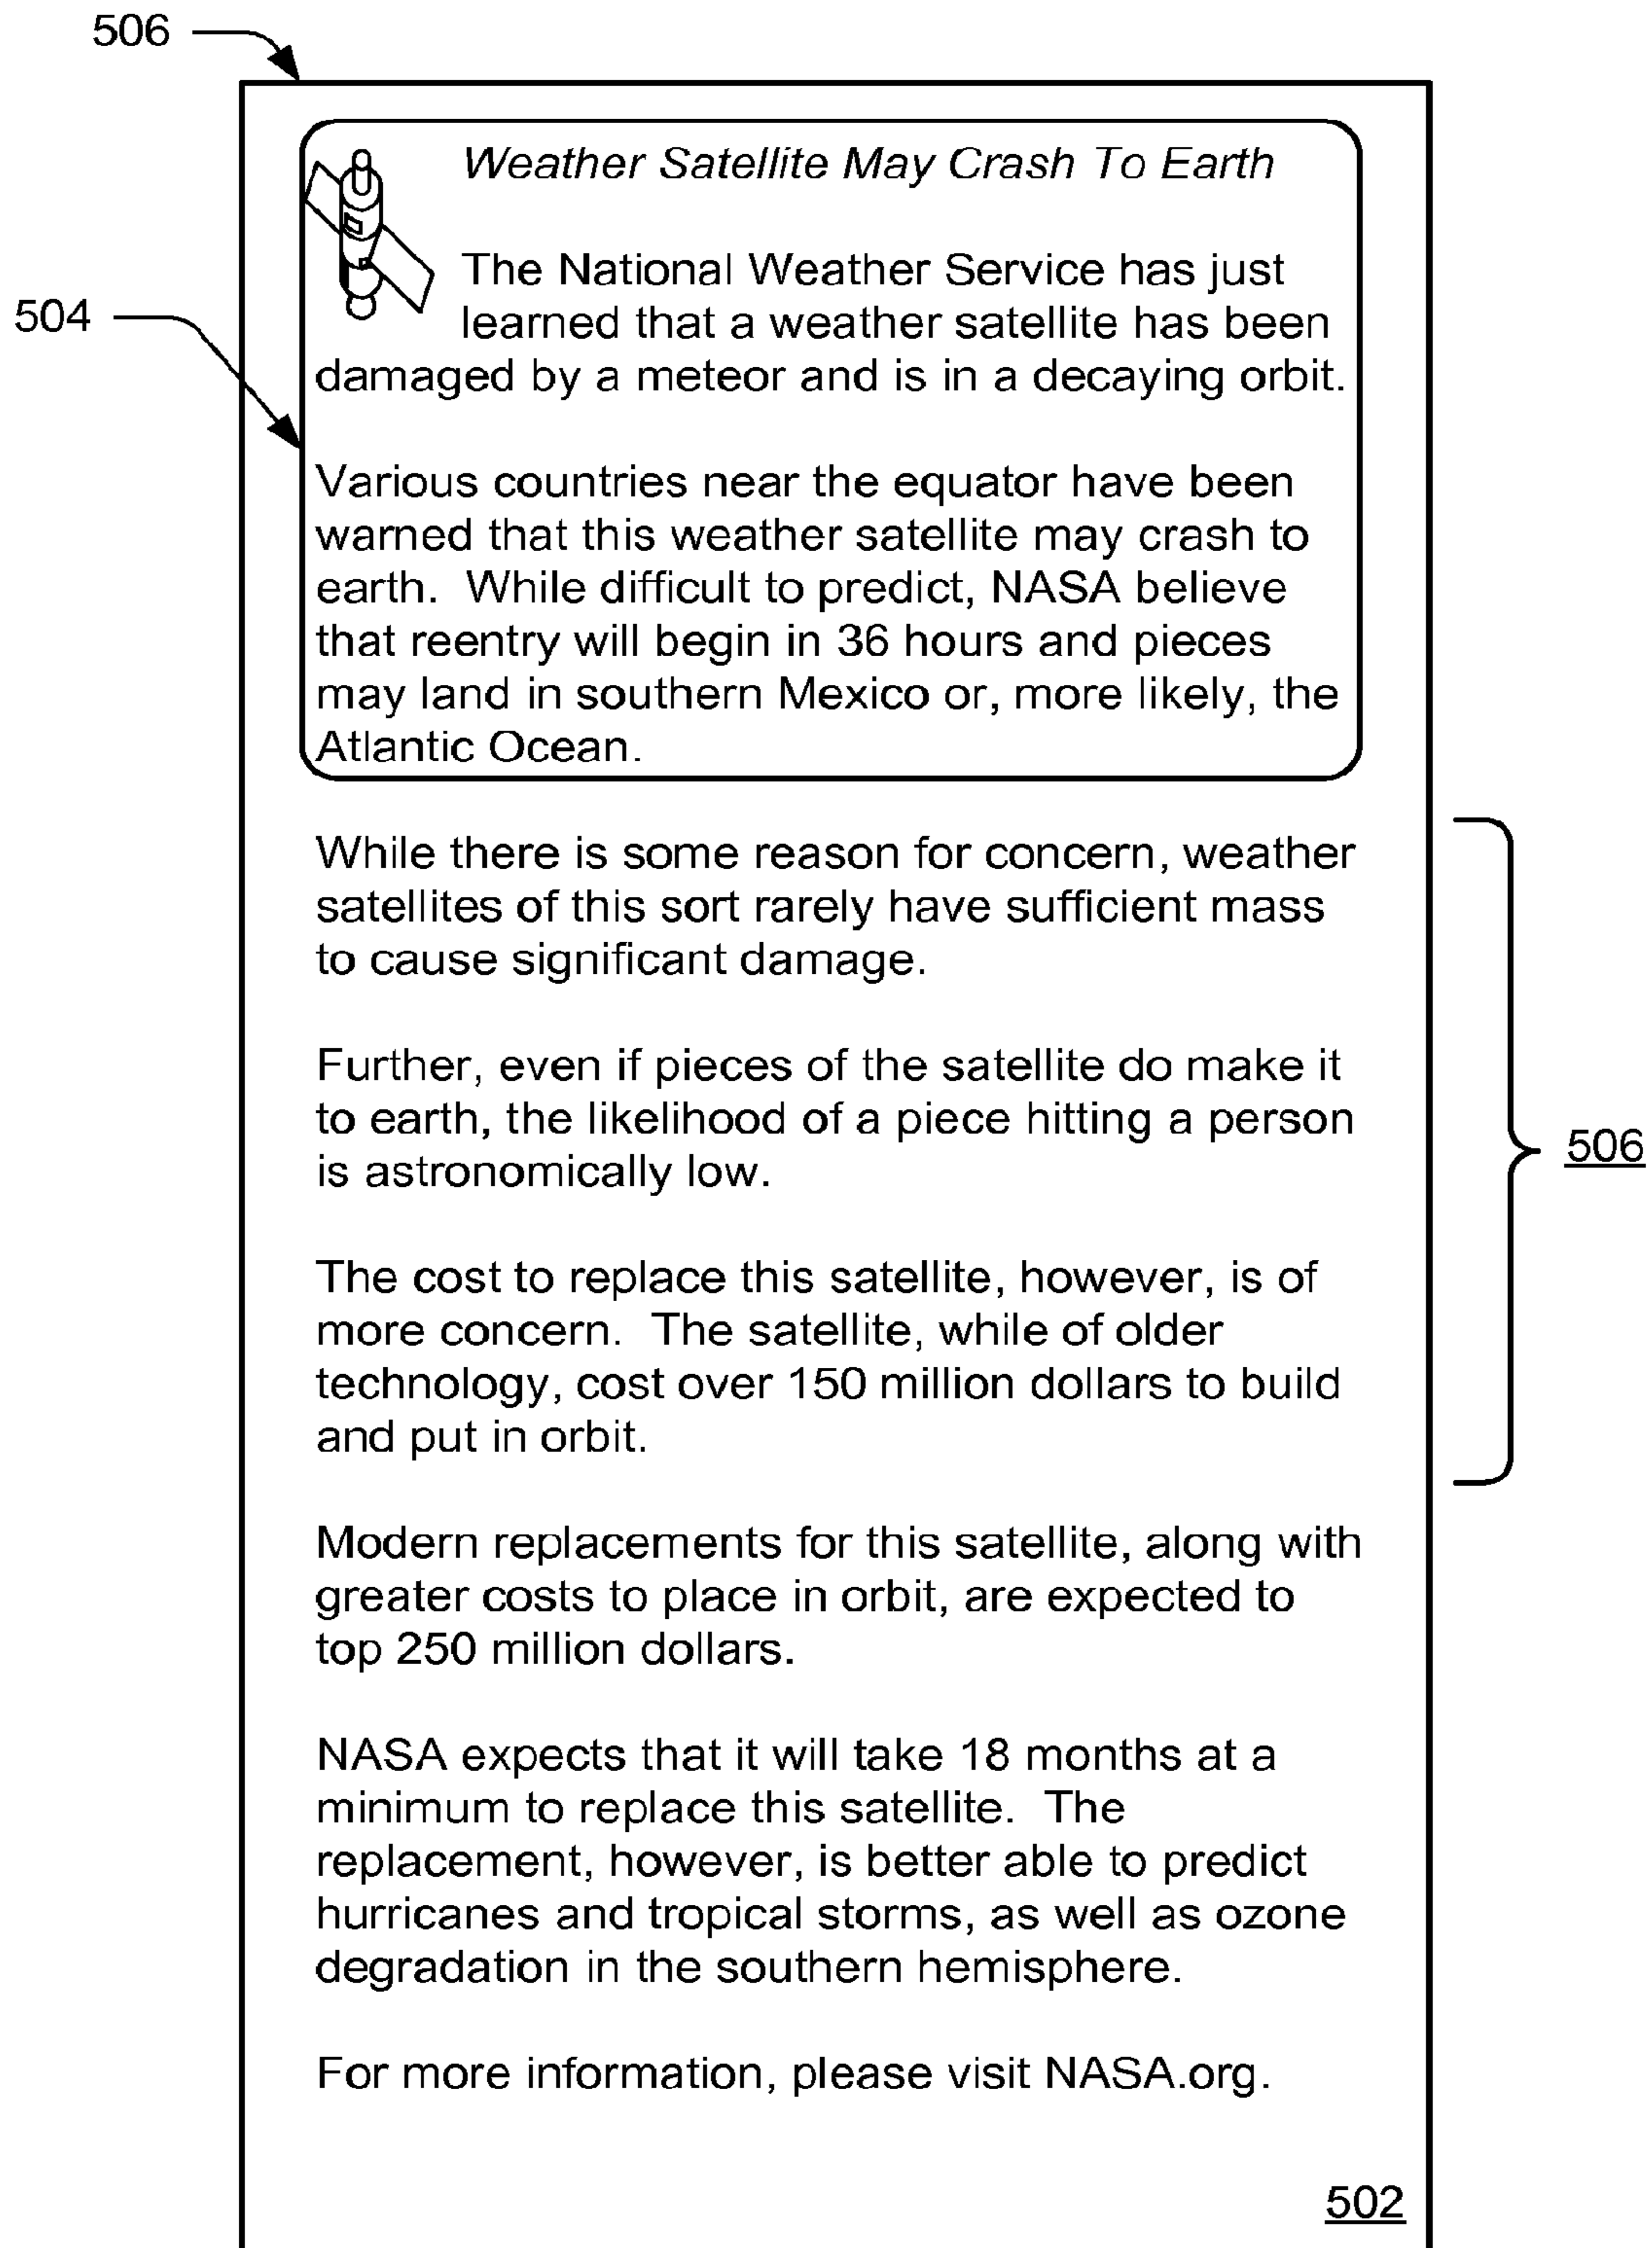 506
Weather Satellite May Crash To Earth
The National Weather Service has just
learned that a weather satellite has been
504
damaged by a meteor and is in a decaying orbit.
Various countries near the equator have been
warned that this weather satellite may crash to
earth.  While difficult to predict, NASA believe
that reentry will begin in 36 hours and pieces
may land in southern Mexico or, more likely, the
Atlantic Ocean.
While there is some reason for concern, weather
satellites of this sort rarely have sufficient mass
to cause significant damage.
Further, even if pieces of the satellite do make it
to earth, the likelihood of a piece hitting a person
is astronomically low.
506
The cost to replace this satellite, however, is of
more concern.  The satellite, while of older
technology, cost over 150 million dollars to build
and put in orbit.
Modern replacements for this satellite, along with
greater costs to place in orbit, are expected to
top 250 million dollars.
NASA expects that it will take 18 months at a
minimum to replace this satellite.  The
replacement, however, is better able to predict
hurricanes and tropical storms, as well as ozone
degradation in the southern hemisphere.
For more information, please visit NASA.org.
502